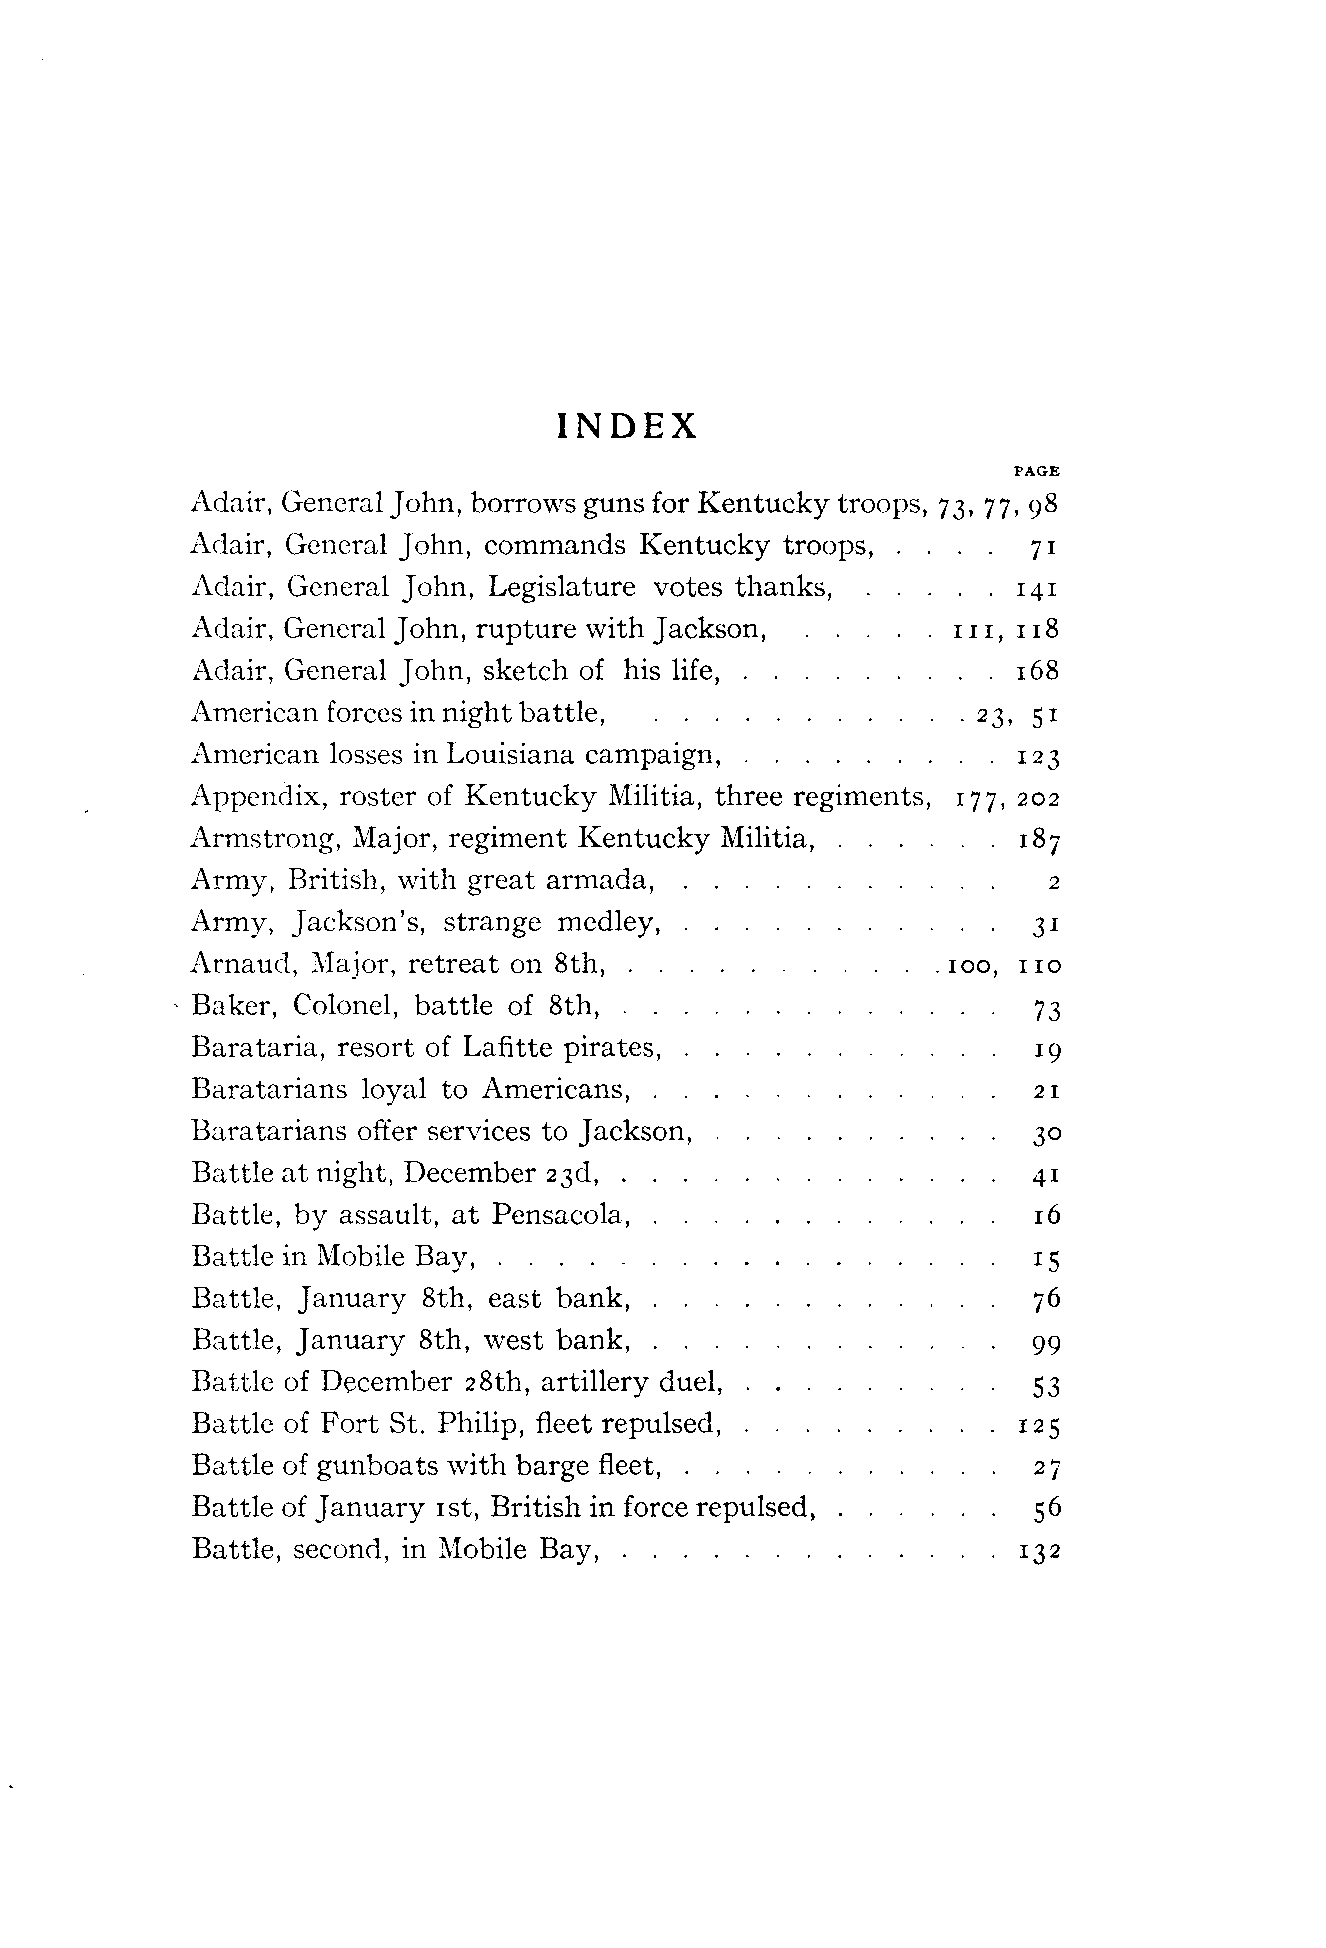 INDEX
PAGE
Adair, General John, borrows guns for Kentucky troops, 73, 77, 98
Adair, General John, commands Kentucky troops, . . . . 71
Adair, General John, Legislature votes thanks, . . . . . 141
Adair, General John, rupture with Jackson, . . . . . 111, 118
Adair, General John, sketch of his life, . . . . . . . . . 168
American forces in night battle, . . . . . . . . . . . 23, 51
American losses in Louisiana campaign, . . . . . . . . . 123
Appendix, roster of Kentucky Militia, three regiments, 177, 202
Armstrong, Major, regiment Kentucky Militia, . . . . . . 187
Army, British, with great armada, . . . . . . . . . . . 2
Army, Jackson's, strange medley, . . . . . . . . . . . 31
Arnaud, Major, retreat on 8th, . . . . . . . . . . . 100, 110
Baker, Colonel, battle of 8th, . . . . . . . . . . . . . 73
Barataria, resort of Lafitte pirates, . . . . . . . . . . . 19
Baratarians loyal to Americans, . . . . . . . . . . . . 21
Baratarians offer services to Jackson, . . . . . . . . . . 30
Battle at night, December 23d, . . . . . . . . . . . . . 41
Battle, by assault, at Pensacola, . . . . . . . . . . . . 16
Battle in Mobile Bay, . . . . . . . . . . . . . . . . . 15
Battle, January 8th, east bank, . . . . . . . . . . . . 76
Battle, January 8th, west bank, . . . . . . . . . . . . 99
Battle of December 28th, artillery duel, . . . . . . . . . 53
Battle of Fort St. Philip, fleet repulsed, . . . . . . . . . 125
Battle of gunboats with barge fleet, . . . . . . . . . . . 27
Battle of January 1st, British in force repulsed, . . . . . . 56
Battle, second, in Mobile Bay, . . . . . . . . . . . . . 132